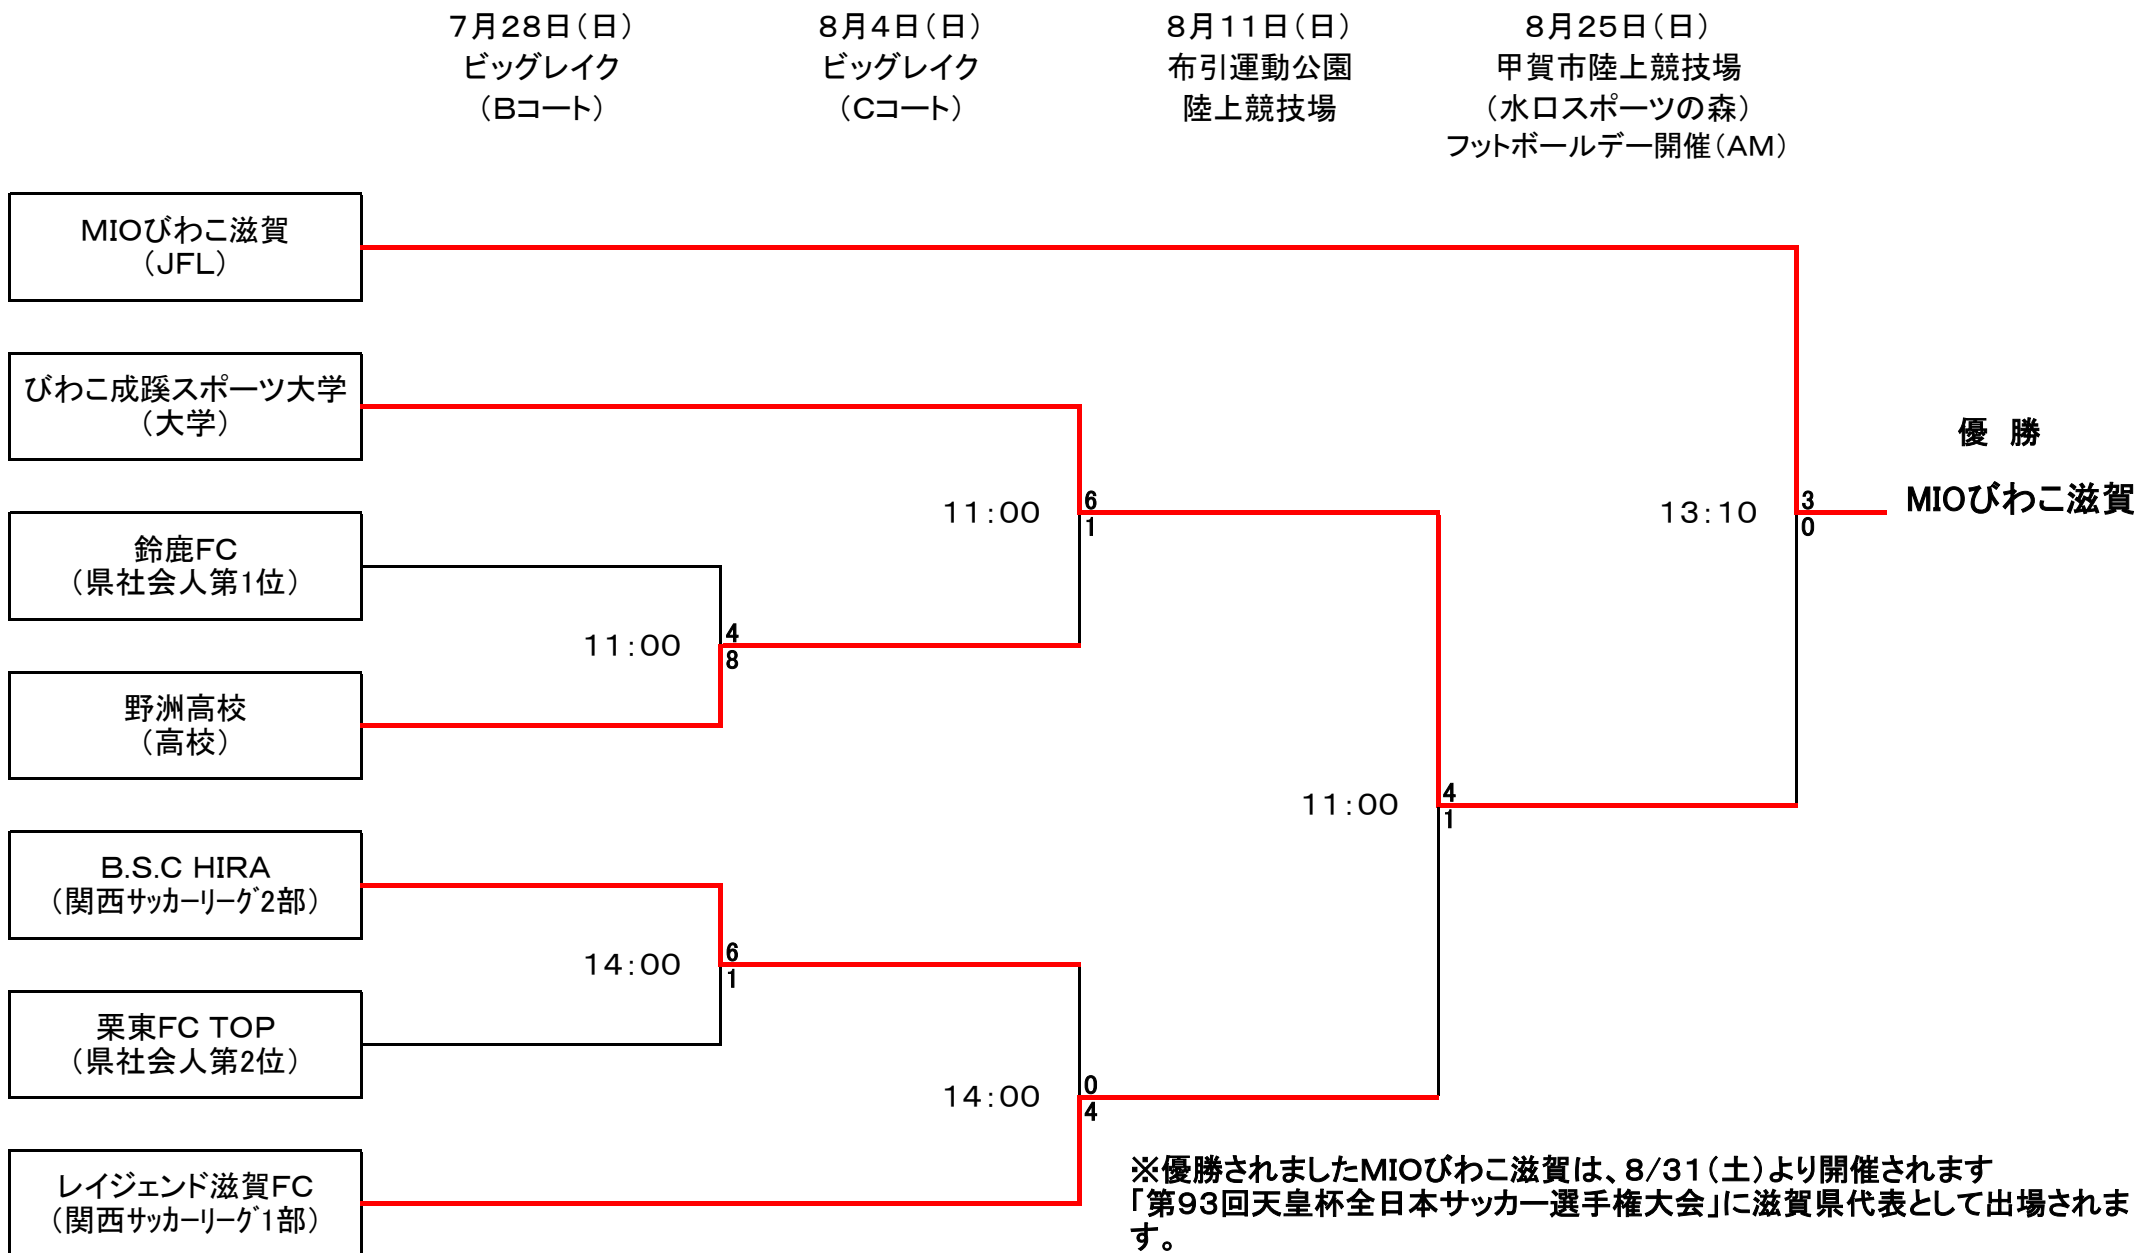 7月28日(日)
ビッグレイク
(Bコート)
8月4日(日)
ビッグレイク
(Cコート)
8月11日(日)
布引運動公園
陸上競技場
8月25日(日)
甲賀市陸上競技場
(水口スポーツの森)
フットボールデー開催(AM)
MIOびわこ滋賀
(JFL)
びわこ成蹊スポーツ大学
(大学)
鈴鹿FC
(県社会人第1位)
野洲高校
(高校)
B.S.C HIRA
(関西サッカーリーグ2部)
栗東FC TOP
(県社会人第2位)
レイジェンド滋賀FC
(関西サッカーリーグ1部)
11:00
4
8
14:00
6
1
11:00
6
1
14:00
0
4
11:00
4
1
13:10
3
0
優 勝
MIOびわこ滋賀
※優勝されましたMIOびわこ滋賀は、8/31(土)より開催されます
「第93回天皇杯全日本サッカー選手権大会」に滋賀県代表として出場されま
す。